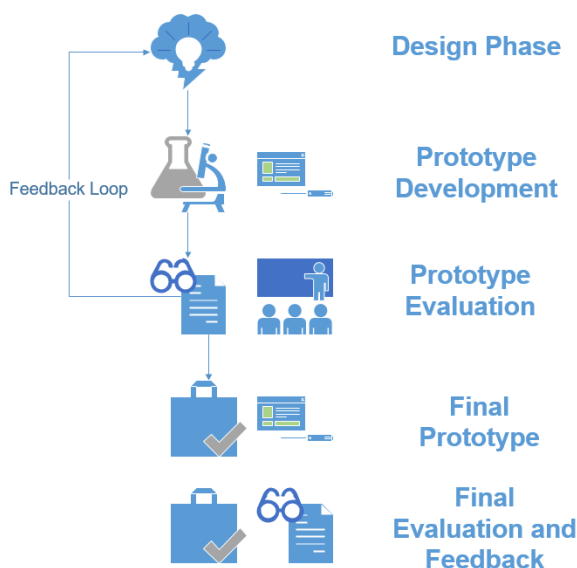 Design Phase
Prototype
Development
Feedback Loop
Prototype
Evaluation
Final
Prototype
Final
Evaluation and
Feedback